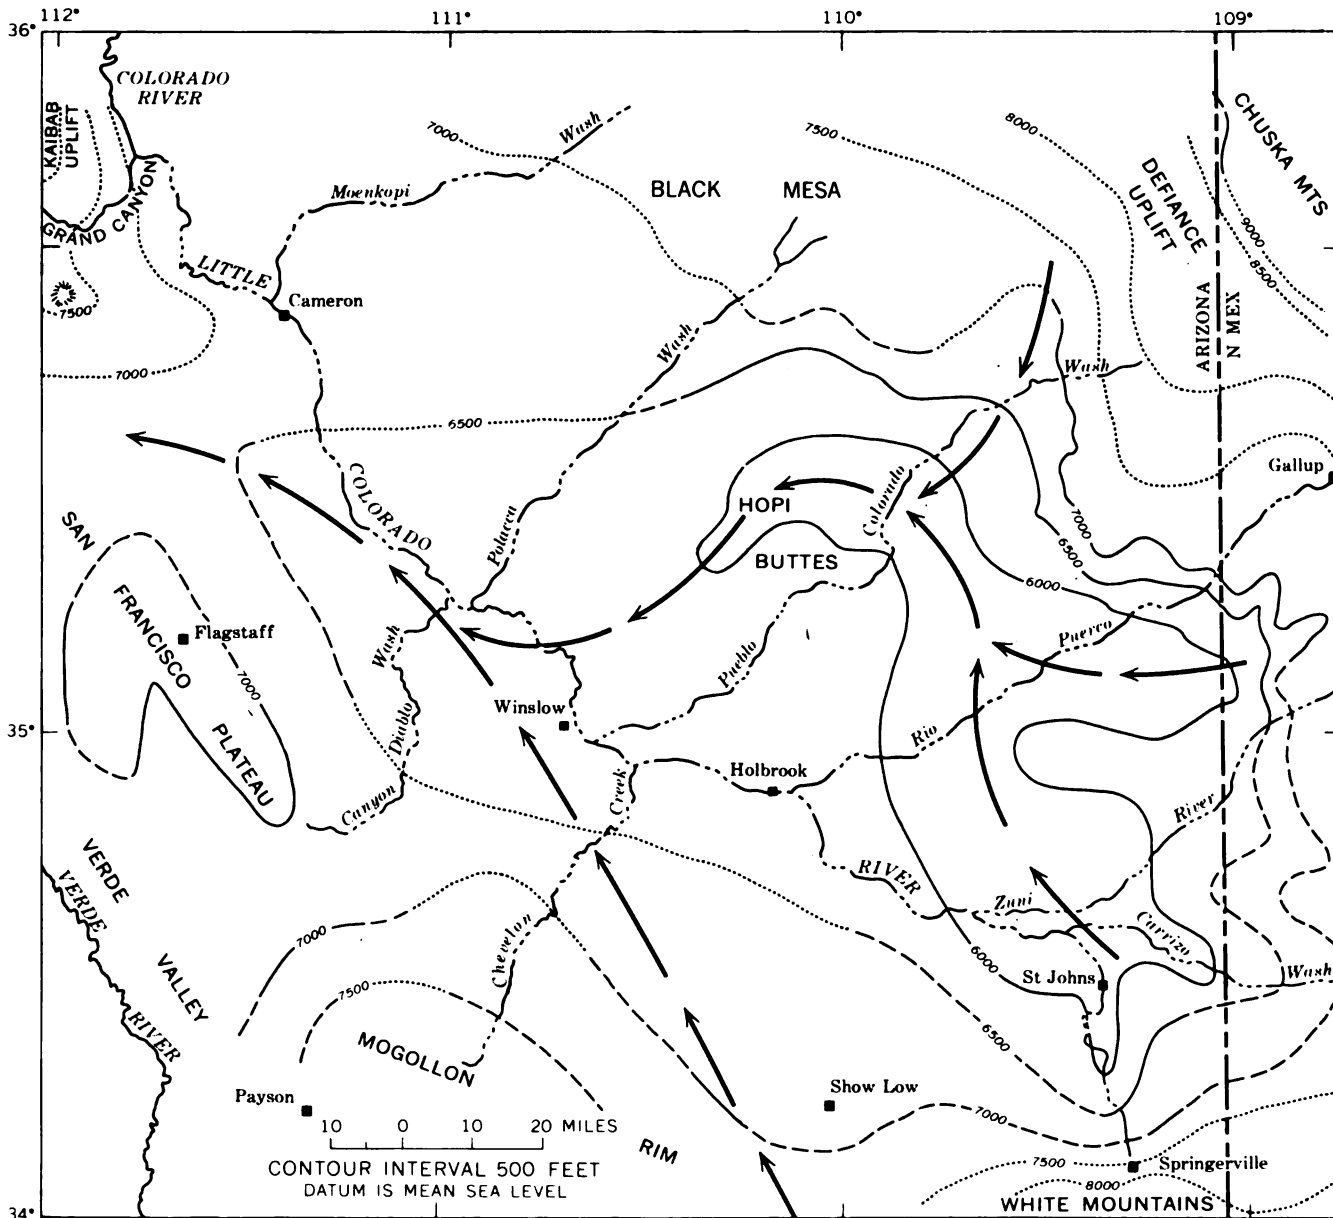 112°
111°
110°
109°
36°
COLORADO
RIVER
KAIBAB
UPLIFT
GRAND CANYON
7000
Wash
Moenkopi
BLACK MESA
7500
8000
CHUSKA MTS
DEFIANCE
UPLIFT
9000
8500
LITTLE
Cameron
7500
7000
ARIZONA
N MEX
Wash
Wash
6500
COLORADO
Polacca
HOPI
BUTTES
Colorado
Gallup
7000
6500
6000
SAN
FRANCISCO
PLATEAU
Flagstaff
7000
Wash
Diablo
Canyon
Pueblo
Puerco
Rio
35°
Winslow
Holbrook
Creek
Chevelon
River
Zuni
Carrizo
Wash
RIVER
VERDE
VALLEY
VERDE
RIVER
7000
7500
MOGOLLON
RIM
6000
St Johns
6500
Payson
Show Low
7000
10 0 10 20 MILES
CONTOUR INTERVAL 500 FEET
DATUM IS MEAN SEA LEVEL
7500
Springerville
8000
WHITE MOUNTAINS
34°